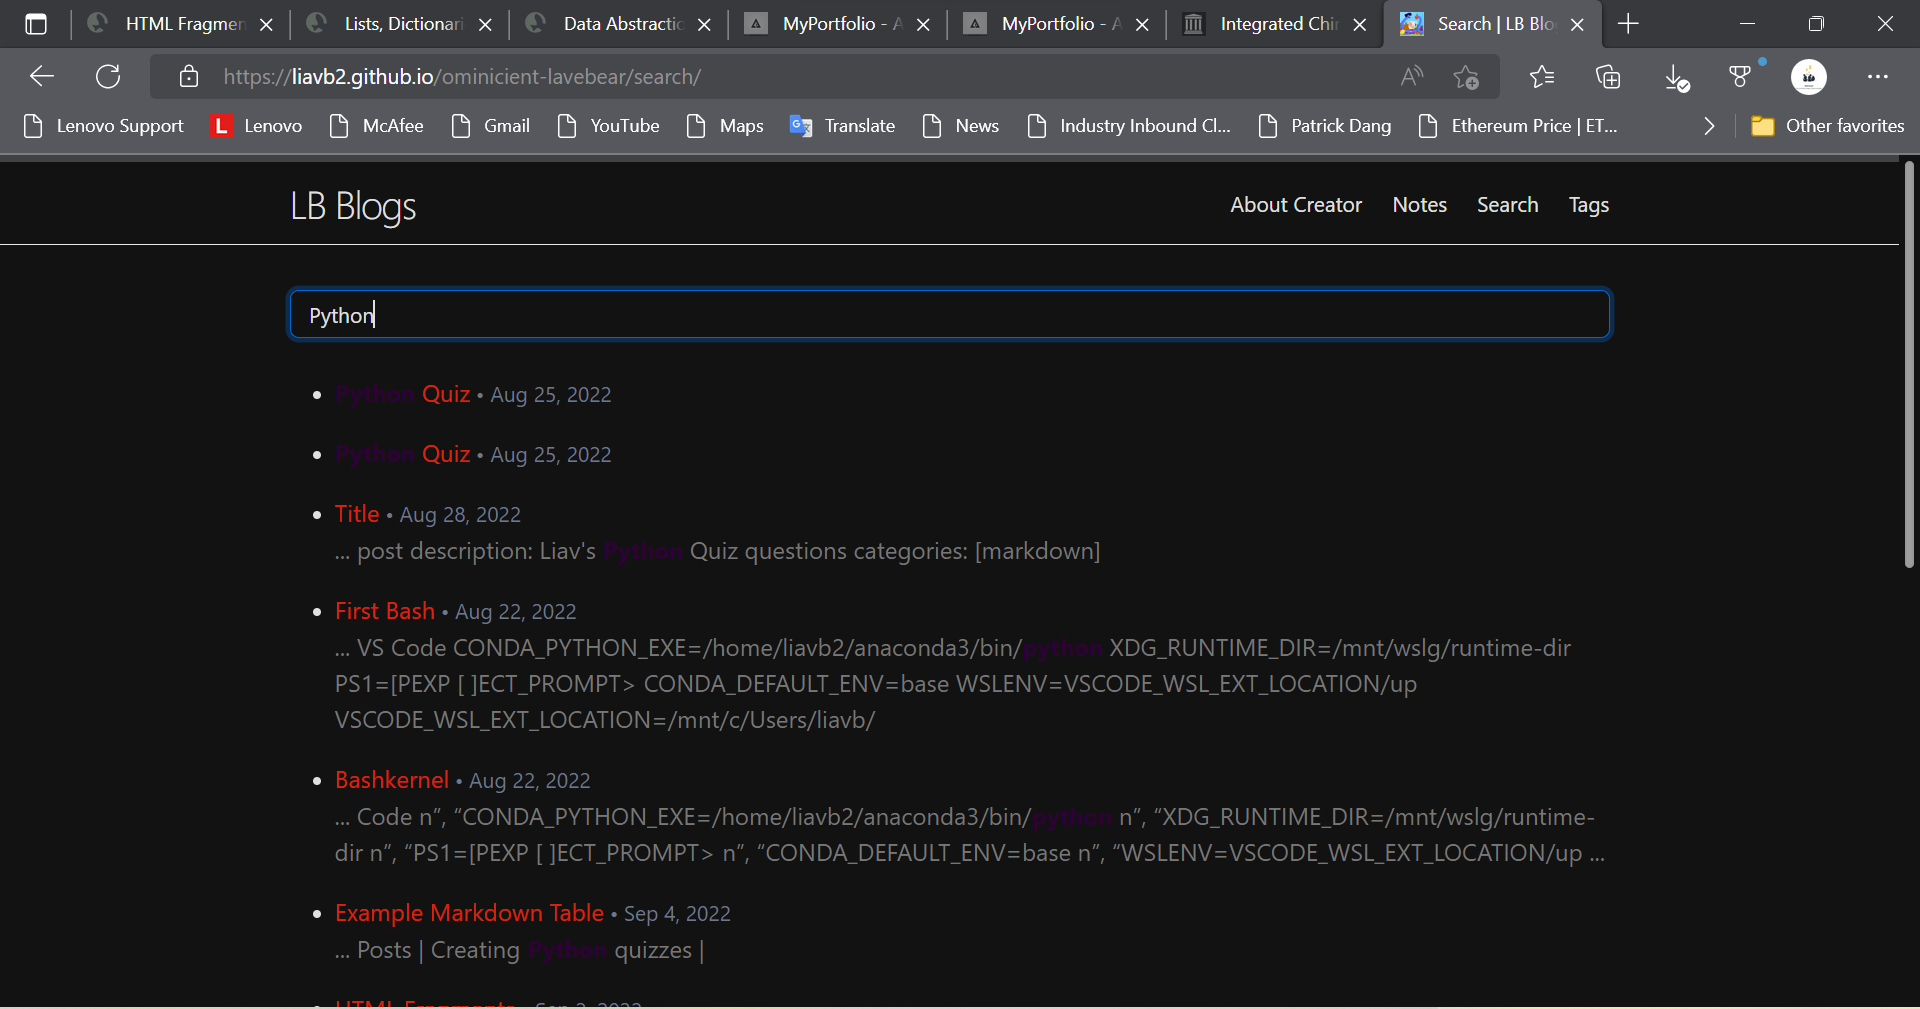 HTML Fragmen
Lists, Dictionari
Data Abstractic
MyPortfolio - A
MyPortfolio - A
Integrated Chi
Search | LB Blo
https://liavb2.github.io/ominicient-lavebear/search/
Lenovo Support
L Lenovo
McAfee
Gmail
YouTube
Maps
Translate
News
Industry Inbound Cl...
Patrick Dang
Ethereum Price | ET...
Other favorites
LB Blogs
About Creator Notes Search Tags
Python
Python Quiz • Aug 25, 2022
Python Quiz • Aug 25, 2022
Title • Aug 28, 2022
... post description: Liav's Python Quiz questions categories: [markdown]
First Bash • Aug 22, 2022
... VS Code CONDA_PYTHON_EXE=/home/liavb2/anaconda3/bin/python XDG_RUNTIME_DIR=/mnt/wslg/runtime-dir
PS1=[PEXP [ ]ECT_PROMPT> CONDA_DEFAULT_ENV=base WSLENV=VSCODE_WSL_EXT_LOCATION/up
VSCODE_WSL_EXT_LOCATION=/mnt/c/Users/liavb/
Bashkernel • Aug 22, 2022
... Code n”, “CONDA_PYTHON_EXE=/home/liavb2/anaconda3/bin/python n”, “XDG_RUNTIME_DIR=/mnt/wslg/runtime-
dir n”, “PS1=[PEXP [ ]ECT_PROMPT> n”, “CONDA_DEFAULT_ENV=base n”, “WSLENV=VSCODE_WSL_EXT_LOCATION/up ...
Example Markdown Table • Sep 4, 2022
... Posts | Creating Python quizzes |
HTML Fragments